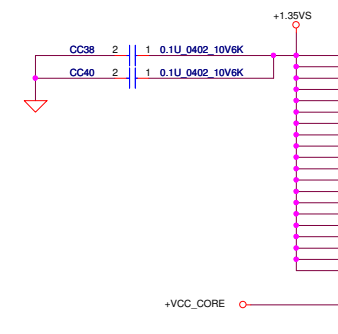 +1.35VS
CC38 2 1 0.1U_0402_10V6K
CC40 2 1 0.1U_0402_10V6K
+VCC_CORE